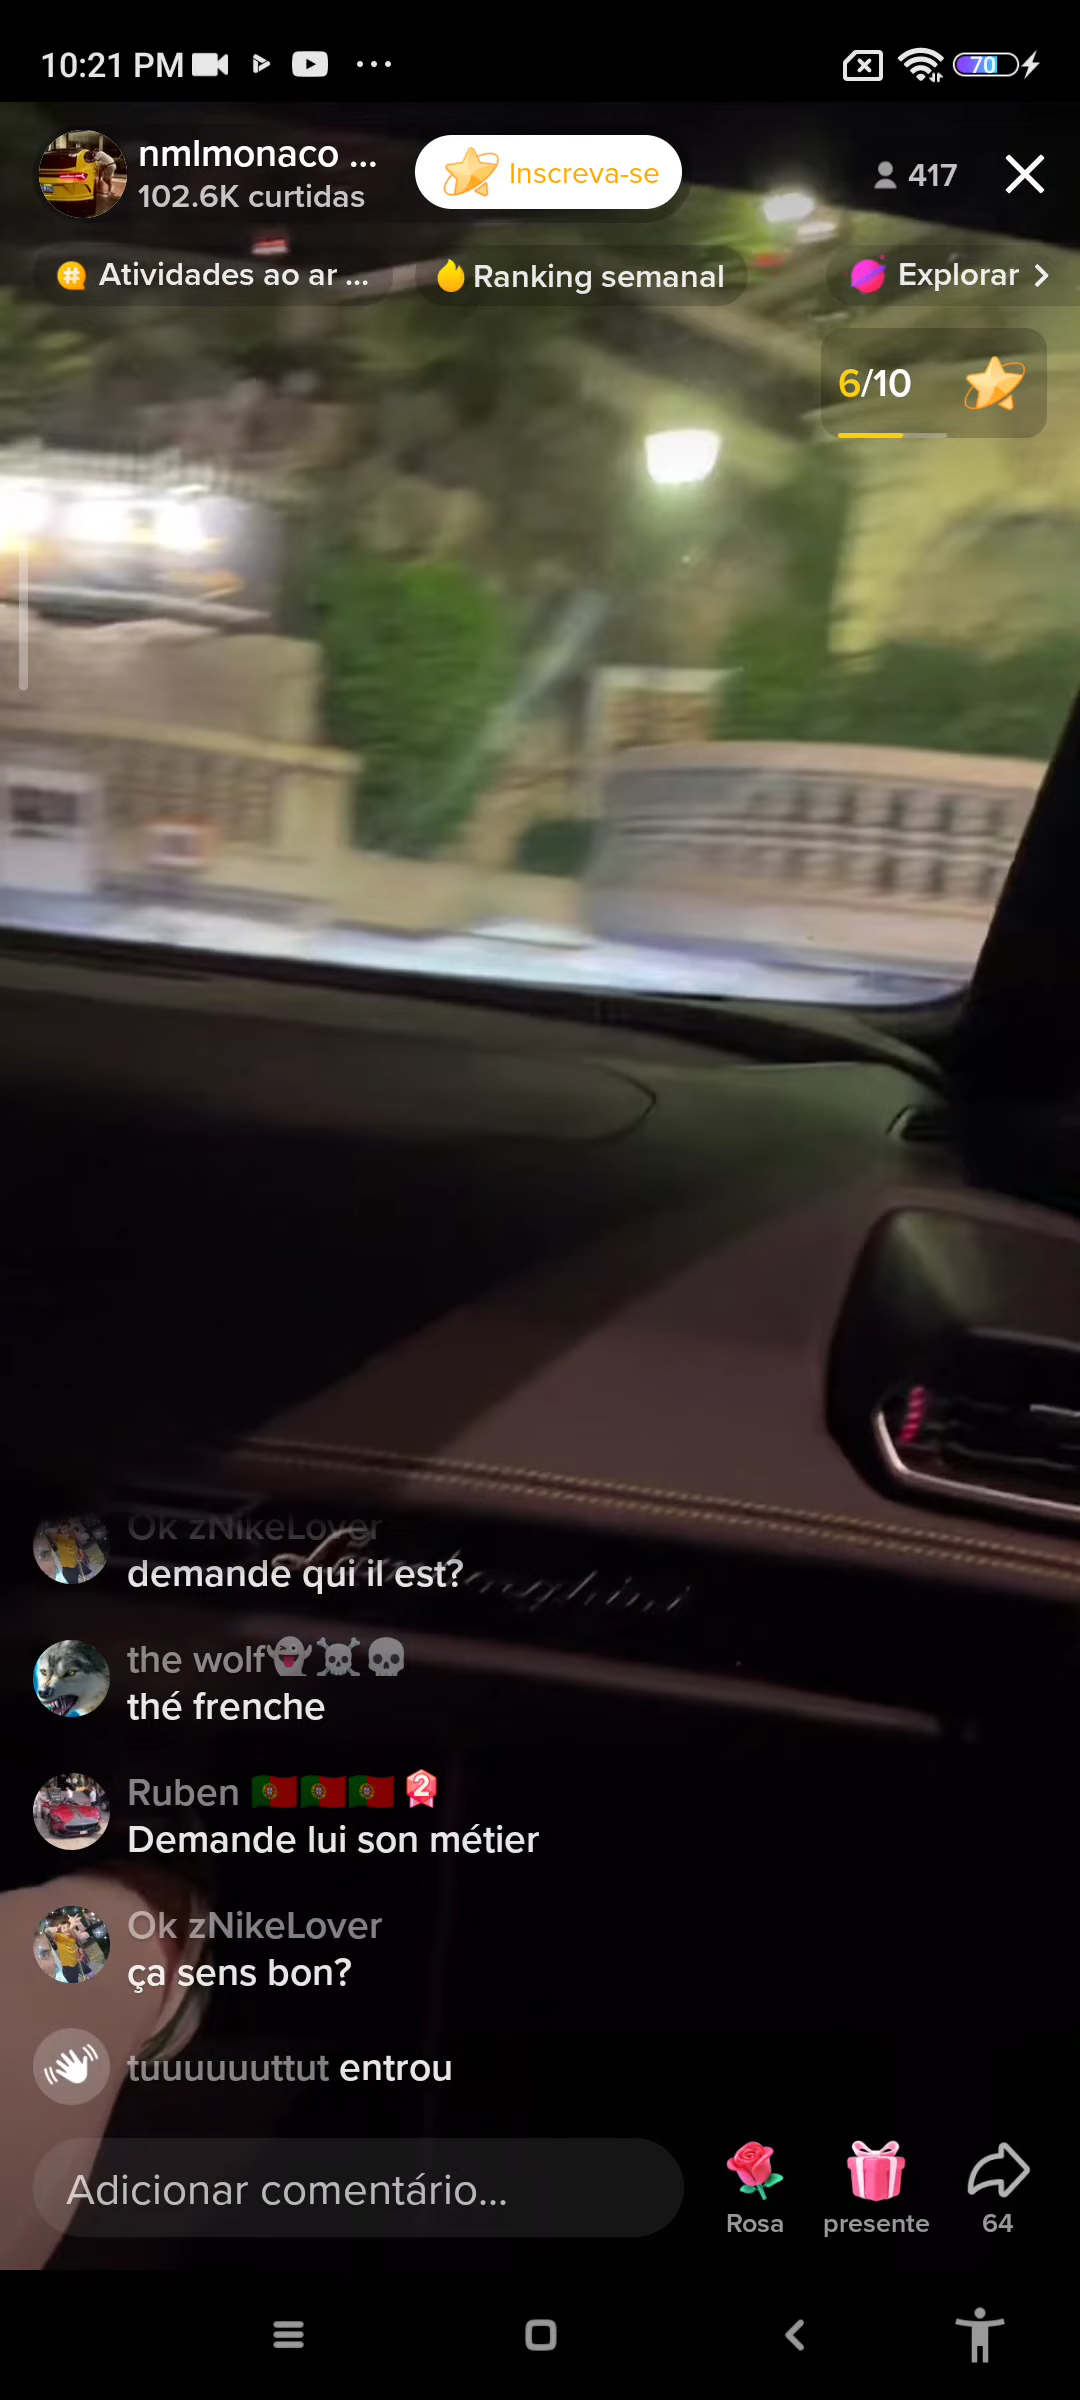 10:21 PM
70
nmlmonaco ...
102.6K curtidas
Inscreva-se
417
Atividades ao ar ...
Ranking semanal
Explorar
6/10
Ok zNikeLover
demande qui il est?
Lamborghini
the wolf👻☠️💀
thé frenche
Ruben 🇵🇹🇵🇹🇵🇹 2
Demande lui son métier
Ok zNikeLover
ça sens bon?
tuuuuuuttut entrou
Adicionar comentário...
Rosa
presente
64